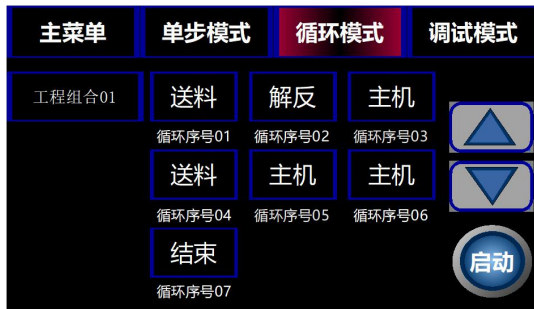 主菜单 单步模式 循环模式 调试模式
工程组合01 送料 解反 主机
循环序号01 循环序号02 循环序号03
送料 主机 主机
循环序号04 循环序号05 循环序号06
结束
启动
循环序号07